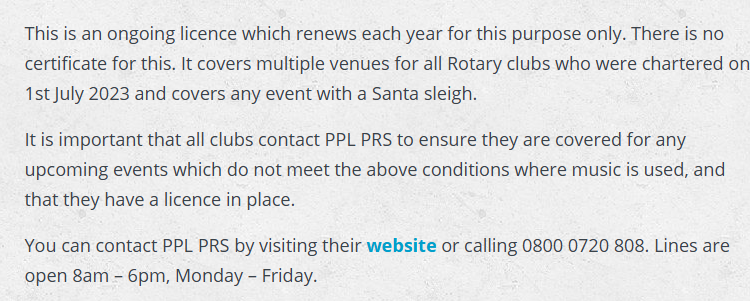 This is an ongoing licence which renews each year for this purpose only. There is no
certificate for this. It covers multiple venues for all Rotary clubs who were chartered on
1st July 2023 and covers any event with a Santa sleigh.
It is important that all clubs contact PPL PRS to ensure they are covered for any
upcoming events which do not meet the above conditions where music is used, and
that they have a licence in place.
You can contact PPL PRS by visiting their website or calling 0800 0720 808. Lines are
open 8am – 6pm, Monday – Friday.